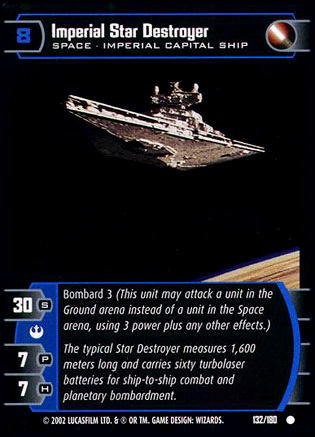 8 Imperial Star Destroyer
SPACE · IMPERIAL CAPITAL SHIP
30 S
Bombard 3 (This unit may attack a unit in the
Ground arena instead of a unit in the Space
arena, using 3 power plus any other effects.)
7 P
The typical Star Destroyer measures 1,600
meters long and carries sixty turbolaser
7 H
batteries for ship-to-ship combat and
planetary bombardment.
© 2002 LUCASFILM LTD. & ® OR TM. GAME DESIGN: WIZARDS. 132/180